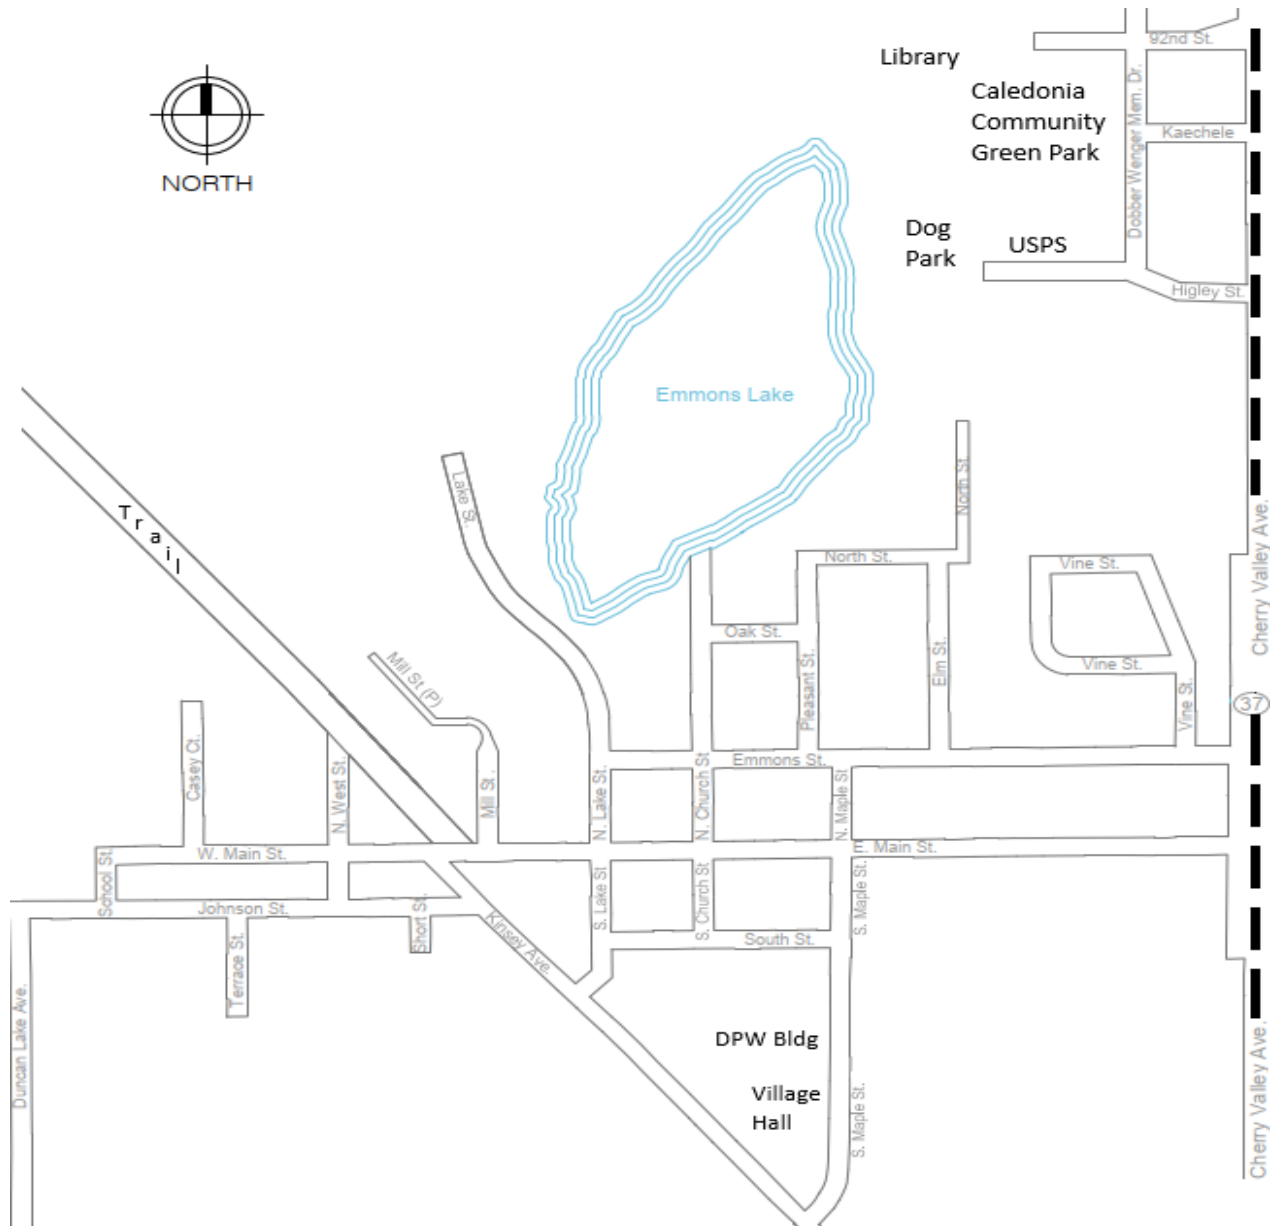 92nd St.
Library
Caledonia
Community
Green Park
Dobber Wenger Mem. Dr.
Kaechele
NORTH
Dog
Park
USPS
Higley St.
Emmons Lake
Trail
Lake St.
North St.
Cherry Valley Ave.
North St.
Vine St.
Oak St.
Mill St (P)
Pleasant St.
Elm St.
Vine St.
Vine St.
37
Casey Ct.
N. West St.
Mill St.
Emmons St.
N. Lake St.
N. Church St
N. Maple St
W. Main St.
E. Main St.
School St.
Johnson St.
Short St.
S. Lake St
S. Church St
S. Maple St.
Terrace St.
Kinsey Ave.
South St.
Duncan Lake Ave.
DPW Bldg
Village
Hall
S. Maple St.
Cherry Valley Ave.